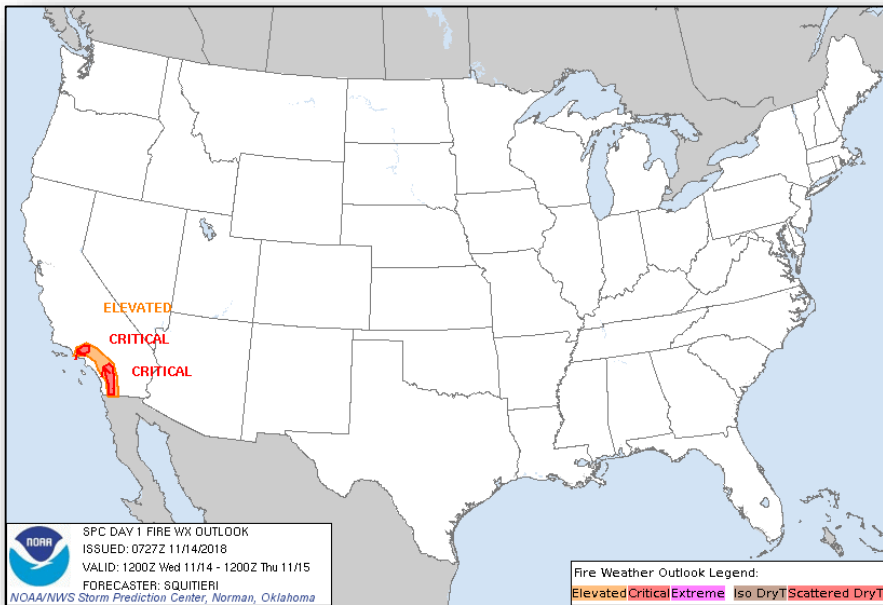 ELEVATED
CRITICAL
CRITICAL
NOAA
SPC DAY 1 FIRE WX OUTLOOK
ISSUED: 0727Z 11/14/2018
VALID: 1200Z Wed 11/14 - 1200Z Thu 11/15
FORECASTER: SQUITIERI
NOAA/NWS Storm Prediction Center, Norman, Oklahoma
Fire Weather Outlook Legend:
Elevated Critical Extreme Iso DryT Scattered DryT